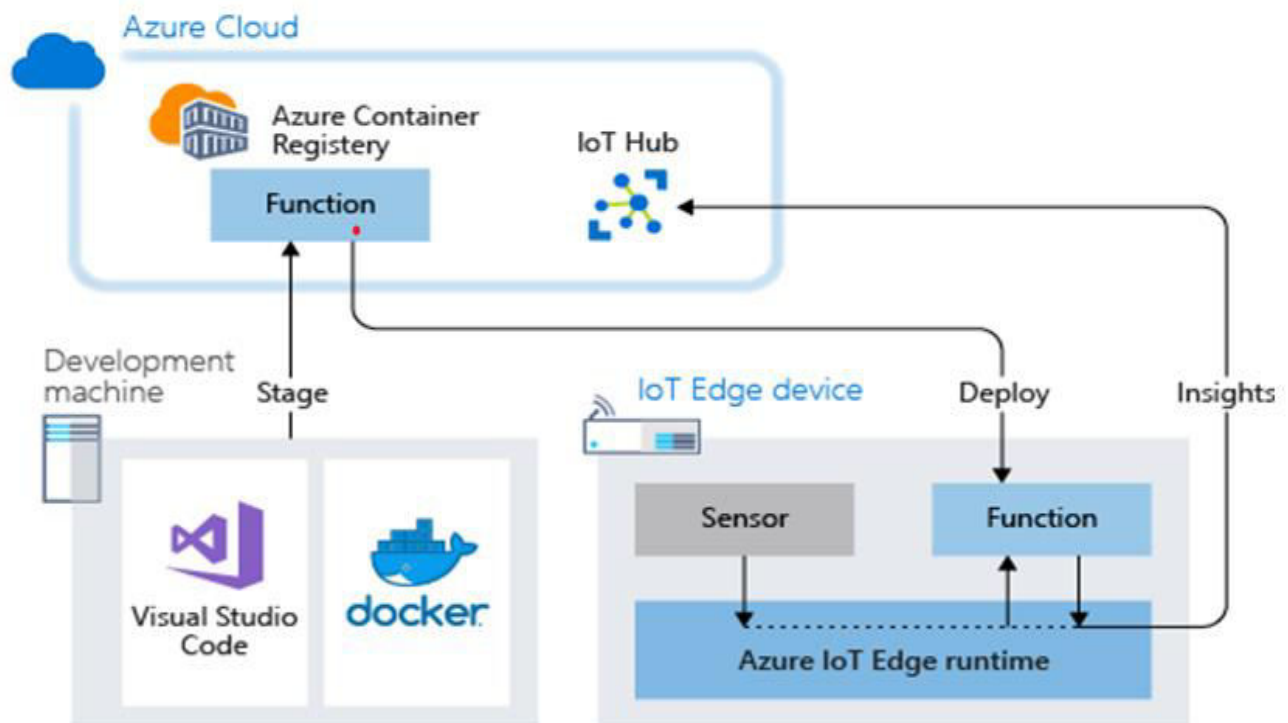 Azure Cloud
Azure Container
Registery
IoT Hub
Function
Development
machine
Stage
IoT Edge device
Deploy
Insights
Sensor
Function
Visual Studio
Code
docker
Azure IoT Edge runtime